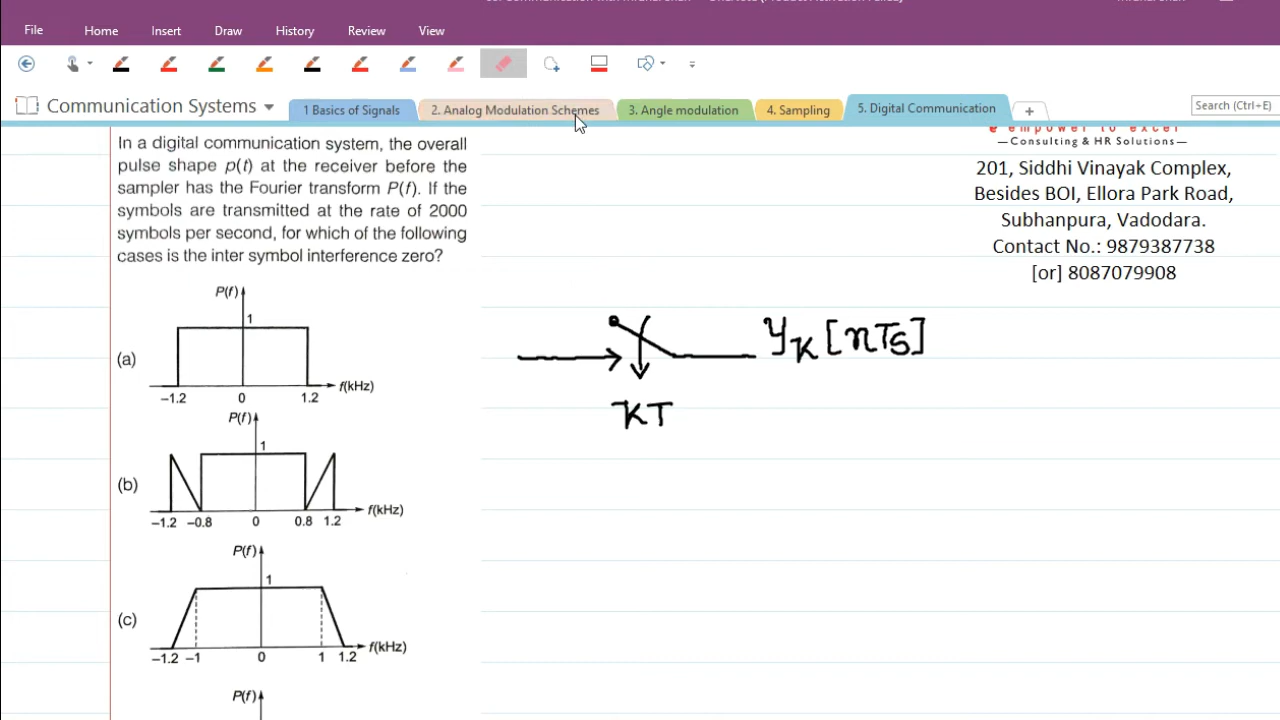 File Home Insert Draw History Review View
Communication Systems 1 Basics of Signals 2. Analog Modulation Schemes 3. Angle modulation 4. Sampling 5. Digital Communication + Search (Ctrl+E)
e empower to excel
—Consulting & HR Solutions—
201, Siddhi Vinayak Complex,
Besides BOI, Ellora Park Road,
Subhanpura, Vadodara.
Contact No.: 9879387738
[or] 8087079908
In a digital communication system, the overall
pulse shape p(t) at the receiver before the
sampler has the Fourier transform P(f). If the
symbols are transmitted at the rate of 2000
symbols per second, for which of the following
cases is the inter symbol interference zero?
P(f)
1
(a)
f(kHz)
−1.2 0 1.2
P(f)
1
(b)
f(kHz)
−1.2 −0.8 0 0.8 1.2
P(f)
1
(c)
f(kHz)
−1.2 −1 0 1 1.2
P(f)
yK[nTs]
KT